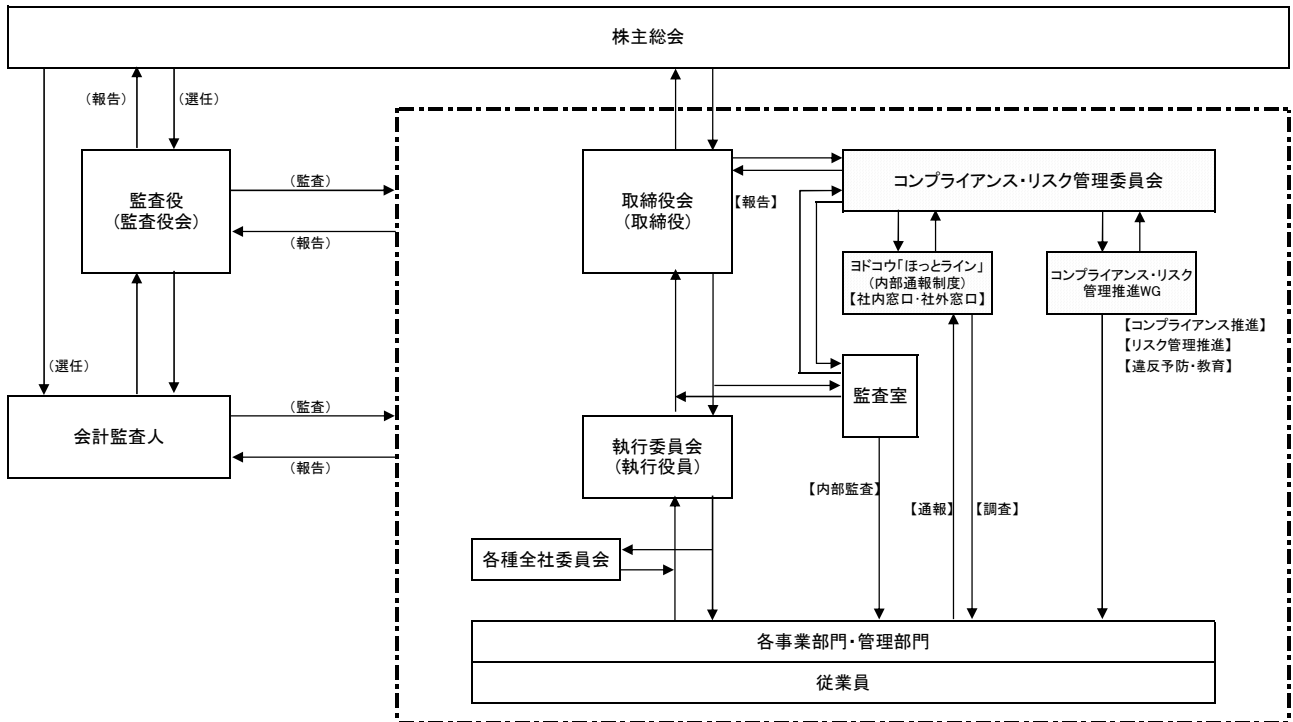 株主総会
(報告)
(選任)
監査役
(監査役会)
(監査)
(報告)
取締役会
(取締役)
【報告】
コンプライアンス・リスク管理委員会
ヨドコウ「ほっとライン」
(内部通報制度)
【社内窓口・社外窓口】
コンプライアンス・リスク
管理推進WG
【コンプライアンス推進】
【リスク管理推進】
【違反予防・教育】
(選任)
会計監査人
(監査)
(報告)
監査室
執行委員会
(執行役員)
【内部監査】
【通報】
【調査】
各種全社委員会
各事業部門・管理部門
従業員